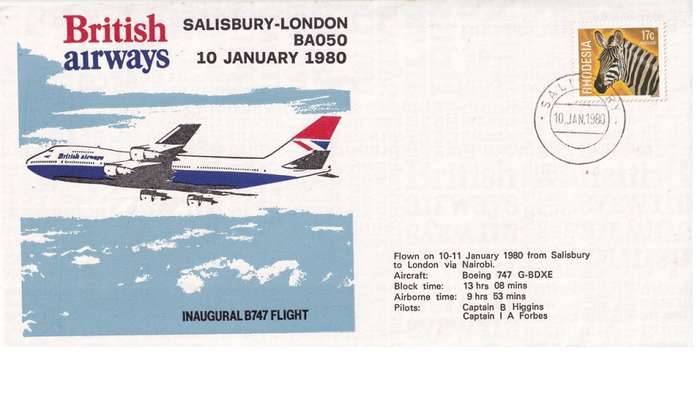 British
airways
SALISBURY-LONDON
BA050
10 JANUARY 1980
17c
RHODESIA
SALISBURY
10.JAN.1980
British airways
INAUGURAL B747 FLIGHT
Flown on 10-11 January 1980 from Salisbury
to London via Nairobi.
Aircraft: Boeing 747 G-BDXE
Block time: 13 hrs 08 mins
Airborne time: 9 hrs 53 mins
Pilots: Captain B Higgins
Captain I A Forbes